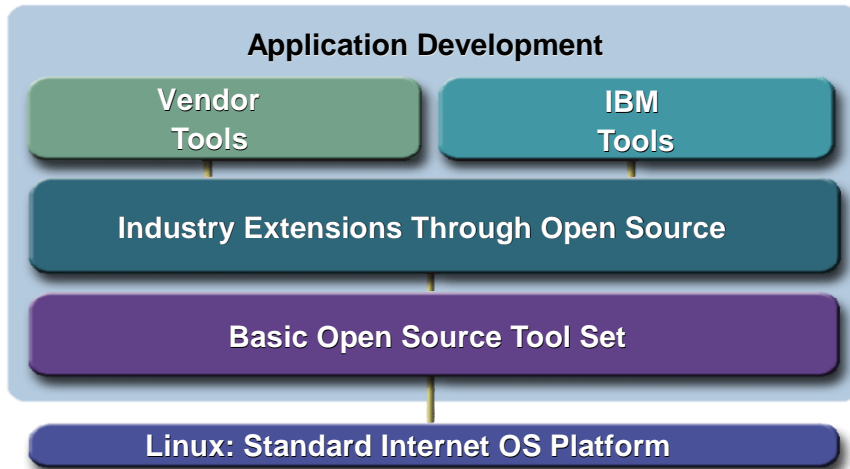 Application Development
Vendor
Tools
IBM
Tools
Industry Extensions Through Open Source
Basic Open Source Tool Set
Linux: Standard Internet OS Platform